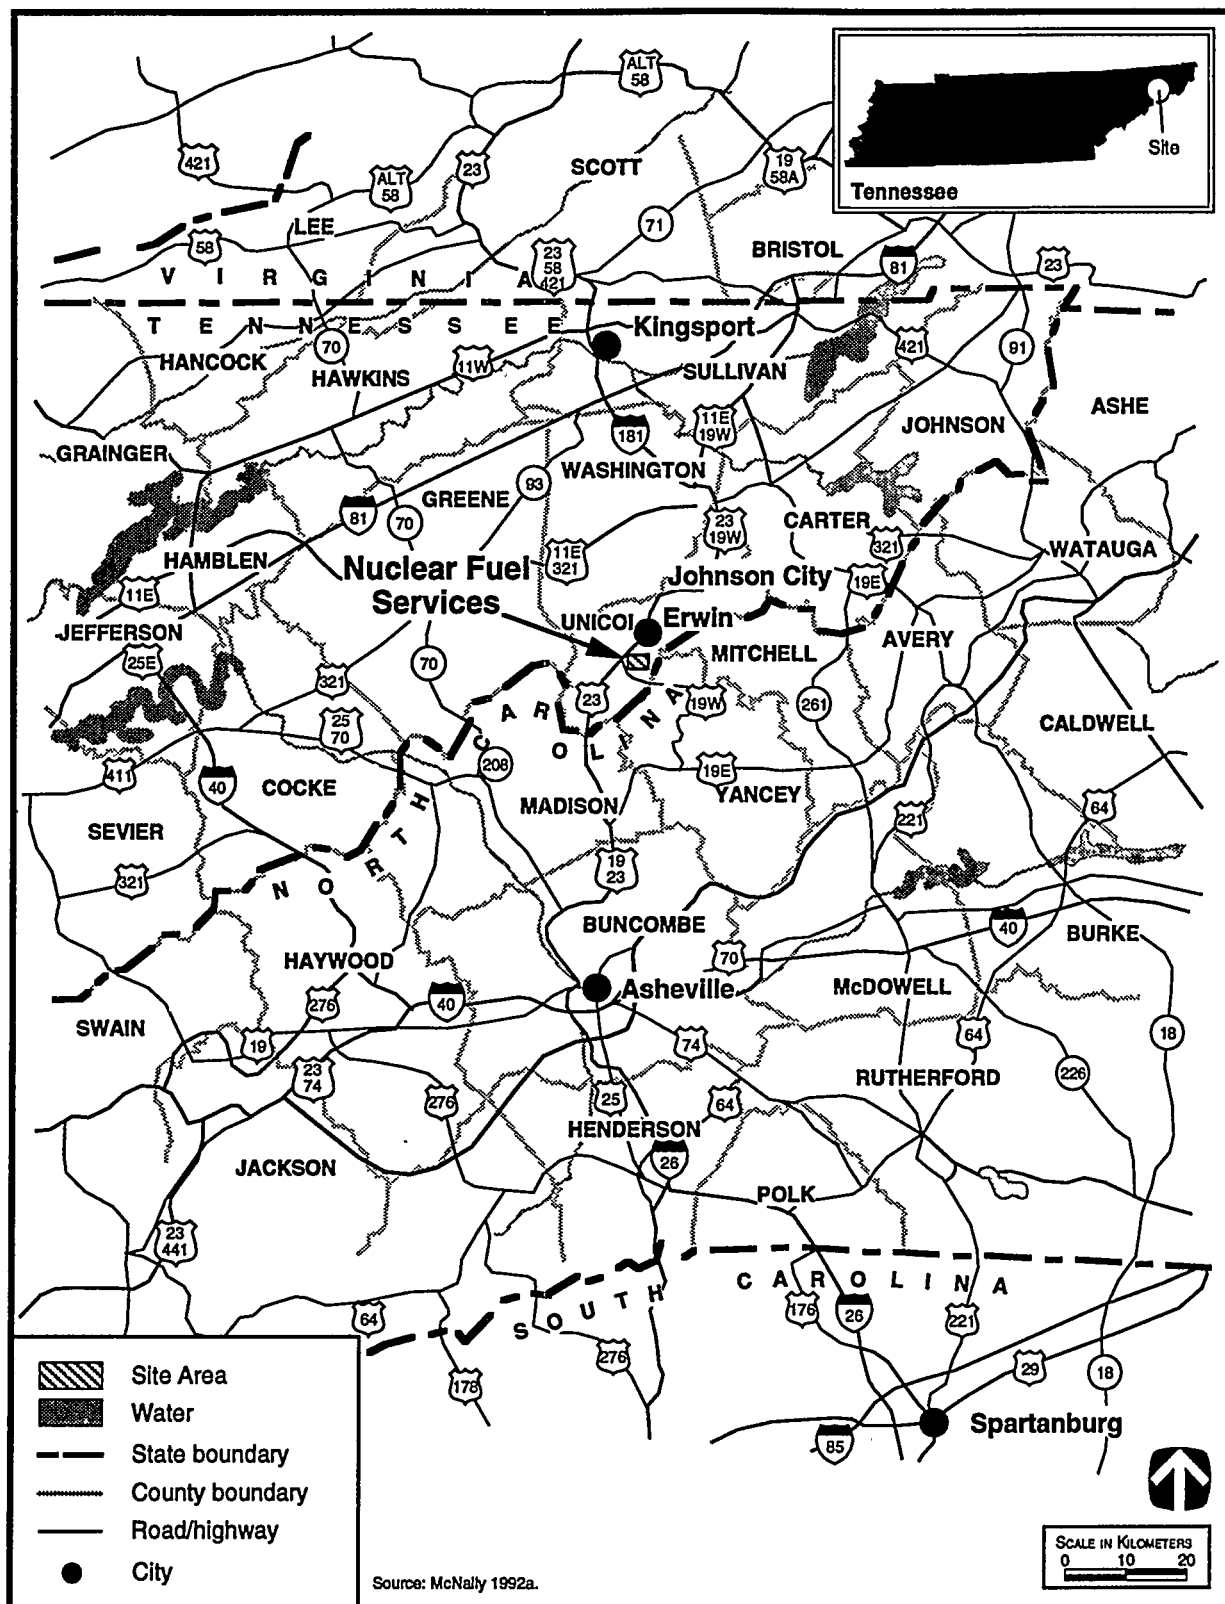 ALT
58
421
ALT
58
23
SCOTT
19
58A
Site
Tennessee
LEE
71
58
BRISTOL
23
58
421
81
23
VIRGINIA
TENNESSEE
Kingsport
70
HANCOCK
HAWKINS
11W
SULLIVAN
421
91
ASHE
11E
19W
181
JOHNSON
GRAINGER
WASHINGTON
93
GREENE
81
70
23
19W
CARTER
321
HAMBLEN
11E
321
WATAUGA
Nuclear Fuel
Services
Johnson City
19E
11E
UNICOI
Erwin
JEFFERSON
MITCHELL
AVERY
25E
70
321
23
19W
261
25
70
CALDWELL
NORTH CAROLINA
208
411
40
COCKE
19E
YANCEY
MADISON
64
SEVIER
221
321
19
23
BUNCOMBE
40
BURKE
HAYWOOD
70
276
40
Asheville
McDOWELL
SWAIN
19
74
64
18
23
74
RUTHERFORD
226
276
25
64
HENDERSON
26
JACKSON
POLK
23
441
SOUTH CAROLINA
64
176
26
221
276
178
29
18
Spartanburg
85
Site Area
Water
State boundary
County boundary
Road/highway
City
Source: McNally 1992a.
SCALE IN KILOMETERS
0 10 20